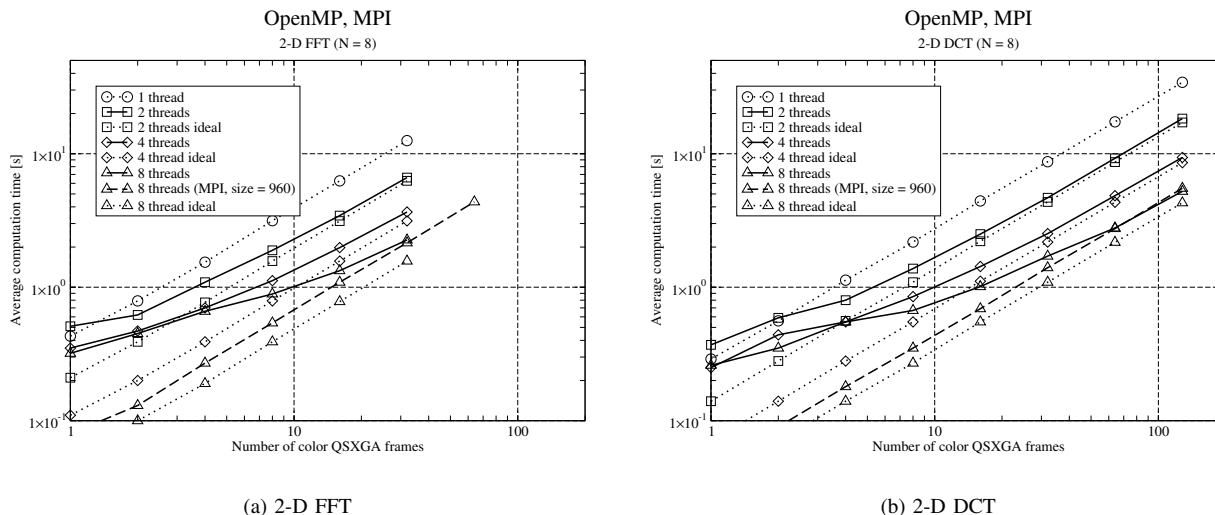 OpenMP, MPI
2-D FFT (N = 8)
1 thread
2 threads
2 threads ideal
4 threads
4 thread ideal
8 threads
8 threads (MPI, size = 960)
8 thread ideal
Average computation time [s]
1×10¹
1×10⁰
1×10⁻¹
1 10 100
Number of color QSXGA frames
(a) 2-D FFT
OpenMP, MPI
2-D DCT (N = 8)
1 thread
2 threads
2 threads ideal
4 threads
4 thread ideal
8 threads
8 threads (MPI, size = 960)
8 thread ideal
Average computation time [s]
1×10¹
1×10⁰
1×10⁻¹
1 10 100
Number of color QSXGA frames
(b) 2-D DCT